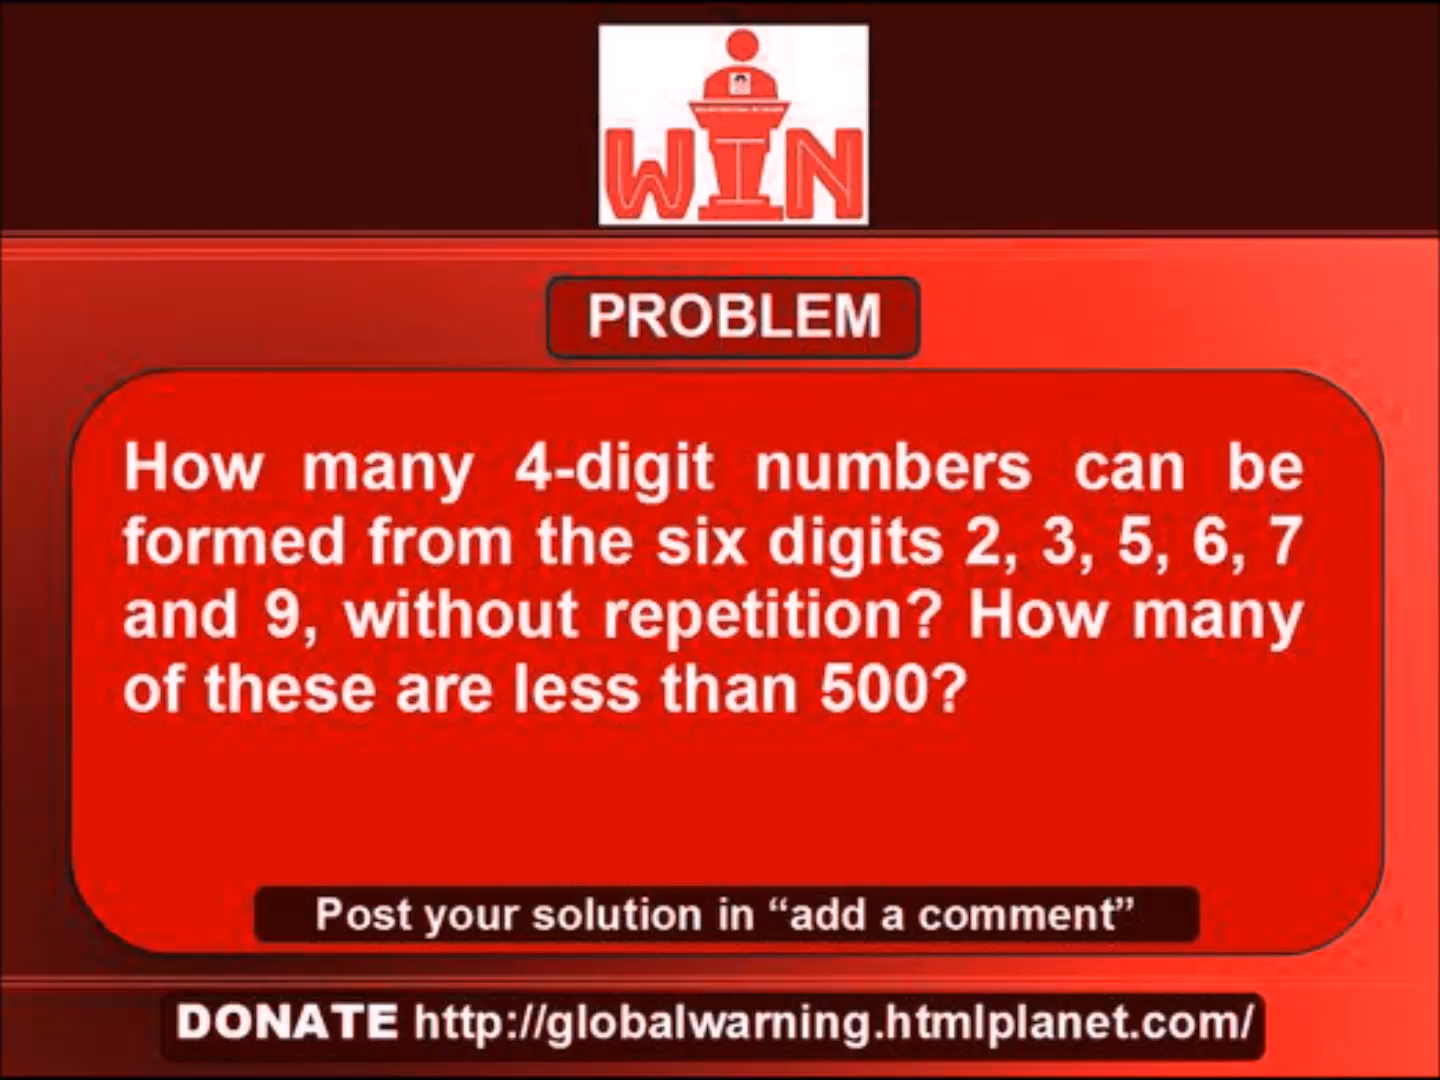 WIN
PROBLEM
How many 4-digit numbers can be
formed from the six digits 2, 3, 5, 6, 7
and 9, without repetition? How many
of these are less than 500?
Post your solution in “add a comment”
DONATE http://globalwarning.htmlplanet.com/